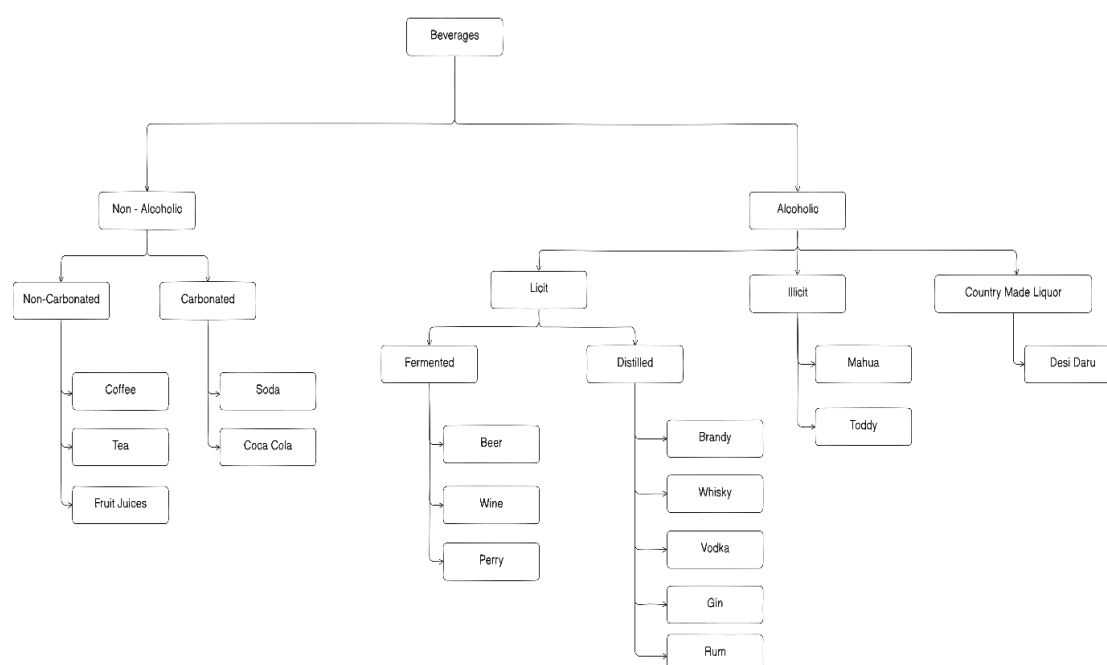 Beverages
Non - Alcoholic
Alcoholic
Non-Carbonated
Carbonated
Licit
Illicit
Country Made Liquor
Fermented
Distilled
Mahua
Desi Daru
Coffee
Soda
Toddy
Tea
Coca Cola
Beer
Brandy
Fruit Juices
Wine
Whisky
Perry
Vodka
Gin
Rum